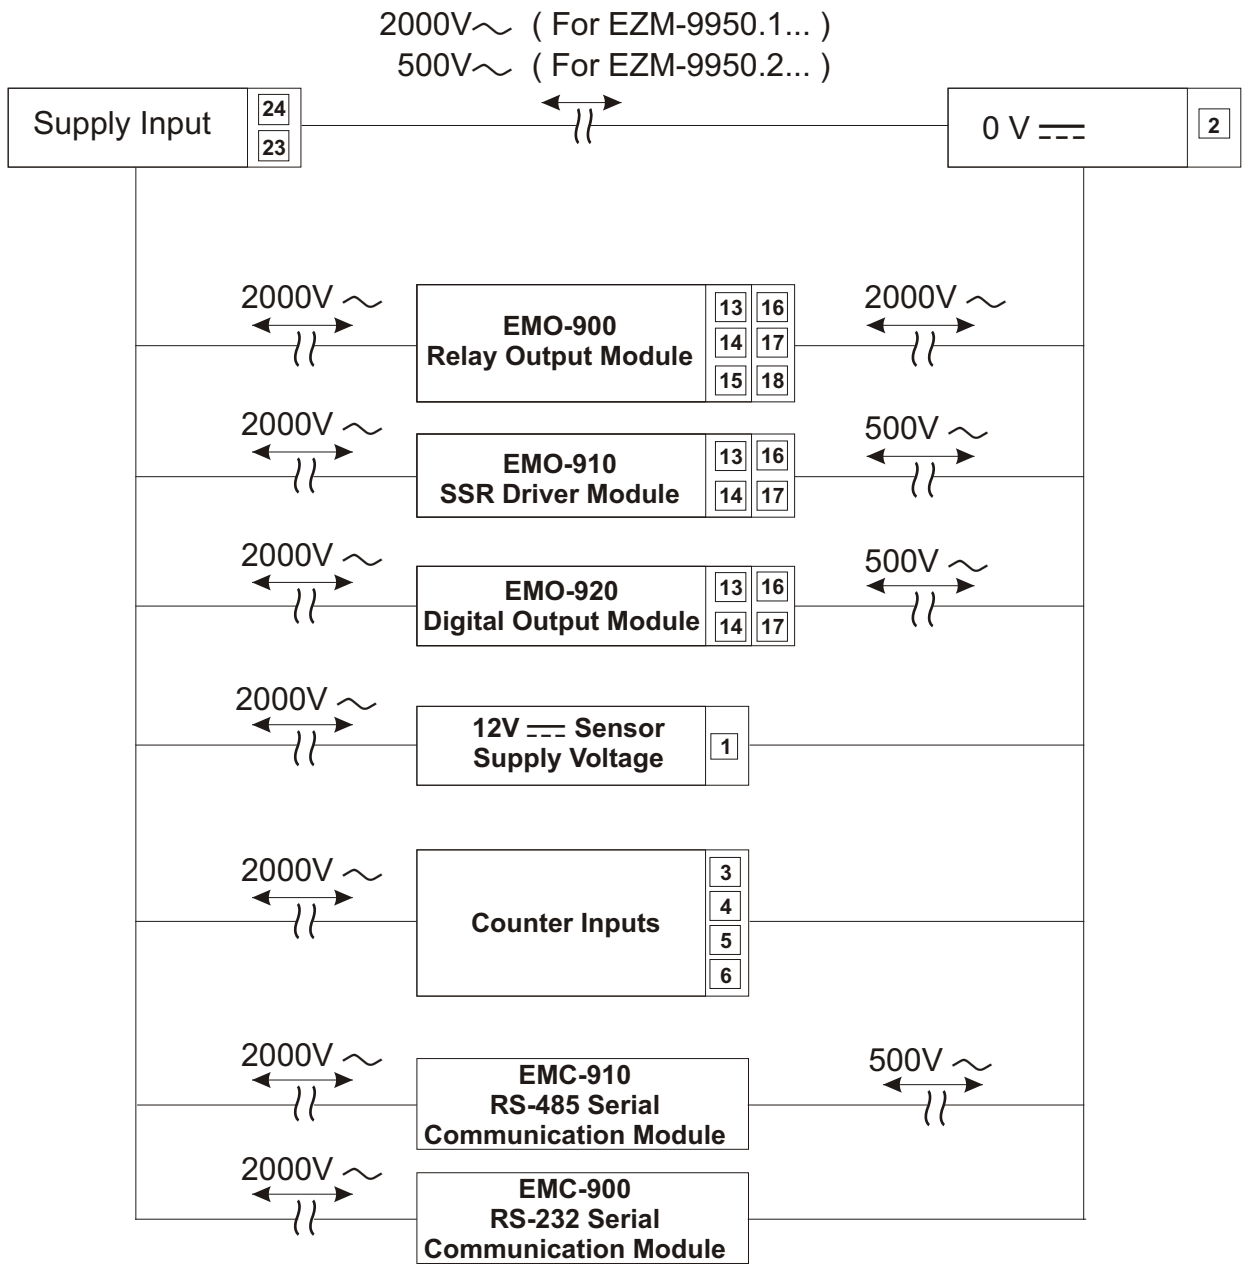 2000V～ ( For EZM-9950.1... )
500V～ ( For EZM-9950.2... )
Supply Input
24
23
0 V ⎓
2
2000V ～
EMO-900
Relay Output Module
13 16
14 17
15 18
2000V ～
2000V ～
EMO-910
SSR Driver Module
13 16
14 17
500V ～
2000V ～
EMO-920
Digital Output Module
13 16
14 17
500V ～
2000V ～
12V ⎓ Sensor
Supply Voltage
1
2000V ～
Counter Inputs
3
4
5
6
2000V ～
EMC-910
RS-485 Serial
Communication Module
500V ～
2000V ～
EMC-900
RS-232 Serial
Communication Module